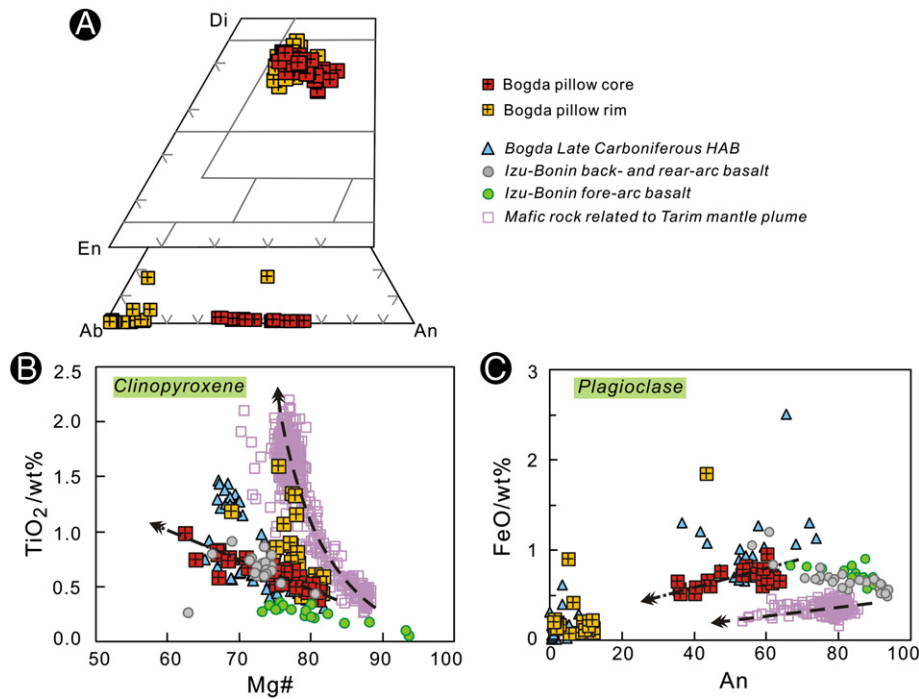 A
Di
En
Ab
An
Bogda pillow core
Bogda pillow rim
Bogda Late Carboniferous HAB
Izu-Bonin back- and rear-arc basalt
Izu-Bonin fore-arc basalt
Mafic rock related to Tarim mantle plume
B
Clinopyroxene
TiO2/wt%
2.5
2.0
1.5
1.0
0.5
0.0
50
60
70
80
90
100
Mg#
C
Plagioclase
FeO/wt%
3
2
1
0
0
20
40
60
80
100
An